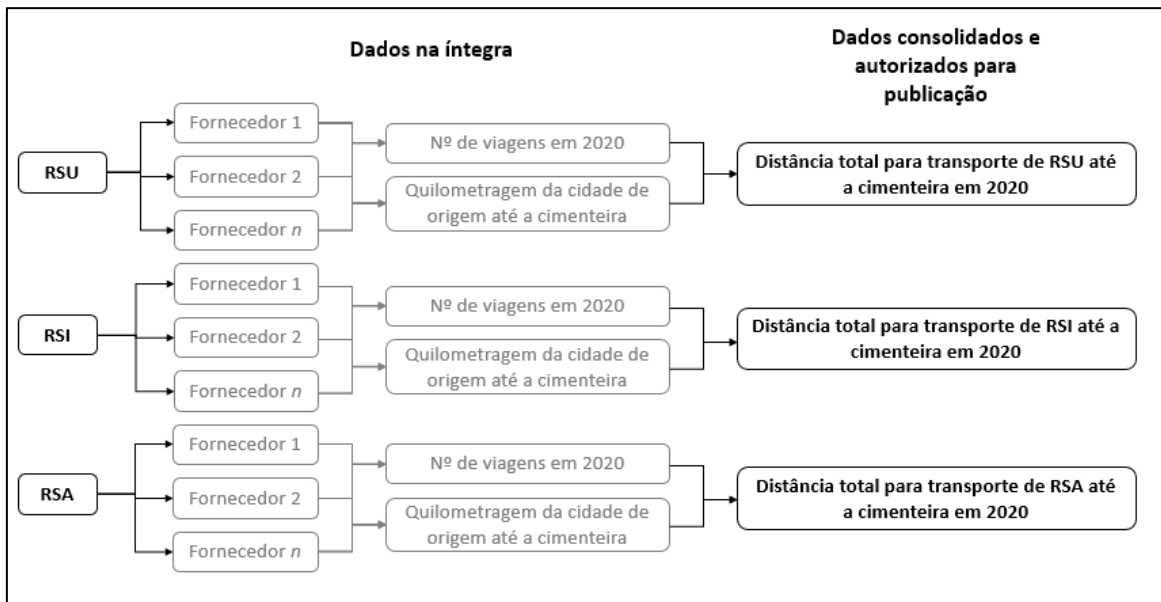 Dados na íntegra
Dados consolidados e
autorizados para
publicação
RSU
Fornecedor 1
Fornecedor 2
Fornecedor n
Nº de viagens em 2020
Quilometragem da cidade de
origem até a cimenteira
Distância total para transporte de RSU até
a cimenteira em 2020
RSI
Fornecedor 1
Fornecedor 2
Fornecedor n
Nº de viagens em 2020
Quilometragem da cidade de
origem até a cimenteira
Distância total para transporte de RSI até a
cimenteira em 2020
RSA
Fornecedor 1
Fornecedor 2
Fornecedor n
Nº de viagens em 2020
Quilometragem da cidade de
origem até a cimenteira
Distância total para transporte de RSA até
a cimenteira em 2020